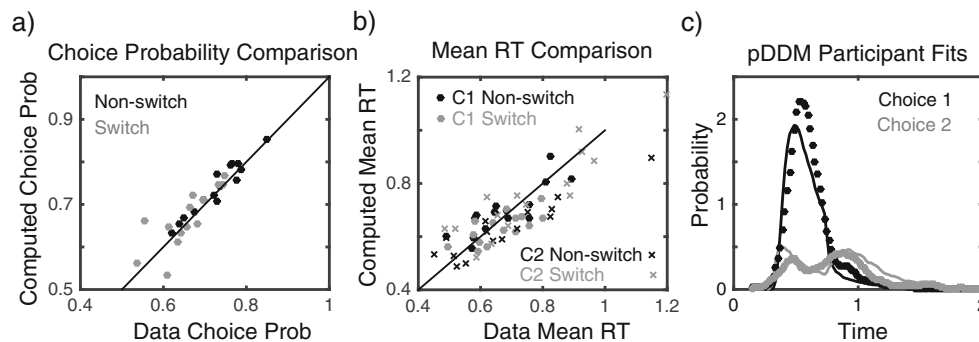 a)
Choice Probability Comparison
Computed Choice Prob
0.9
0.7
0.5
Non-switch
Switch
0.4 0.6 0.8 1
Data Choice Prob
b)
Mean RT Comparison
Computed Mean RT
1.2
0.8
0.4
C1 Non-switch
C1 Switch
C2 Non-switch
C2 Switch
0.4 0.6 0.8 1.0 1.2
Data Mean RT
c)
pDDM Participant Fits
Probability
2
1
0
Choice 1
Choice 2
0 1 2
Time